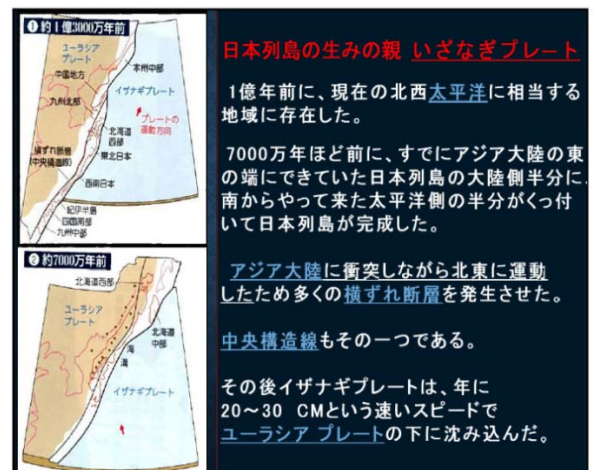 ❶ 約1億3000万年前
ユーラシア
プレート
中国地方
本州中部
九州北部
イザナギプレート
プレートの
運動方向
北海道
西部
横ずれ断層
(中央構造線)
東北日本
西南日本
紀伊半島
四国南部
九州中部
❷ 約7000万年前
北海道西部
ユーラシア
プレート
北海道
中部
海
溝
イザナギプレート
日本列島の生みの親 いざなぎプレート
1億年前に、現在の北西太平洋に相当する
地域に存在した。
7000万年ほど前に、すでにアジア大陸の東
の端にできていた日本列島の大陸側半分に、
南からやって来た太平洋側の半分がくっ付
いて日本列島が完成した。
アジア大陸に衝突しながら北東に運動
したため多くの横ずれ断層を発生させた。
中央構造線もその一つである。
その後イザナギプレートは、年に
20~30 CMという速いスピードで
ユーラシア プレートの下に沈み込んだ。